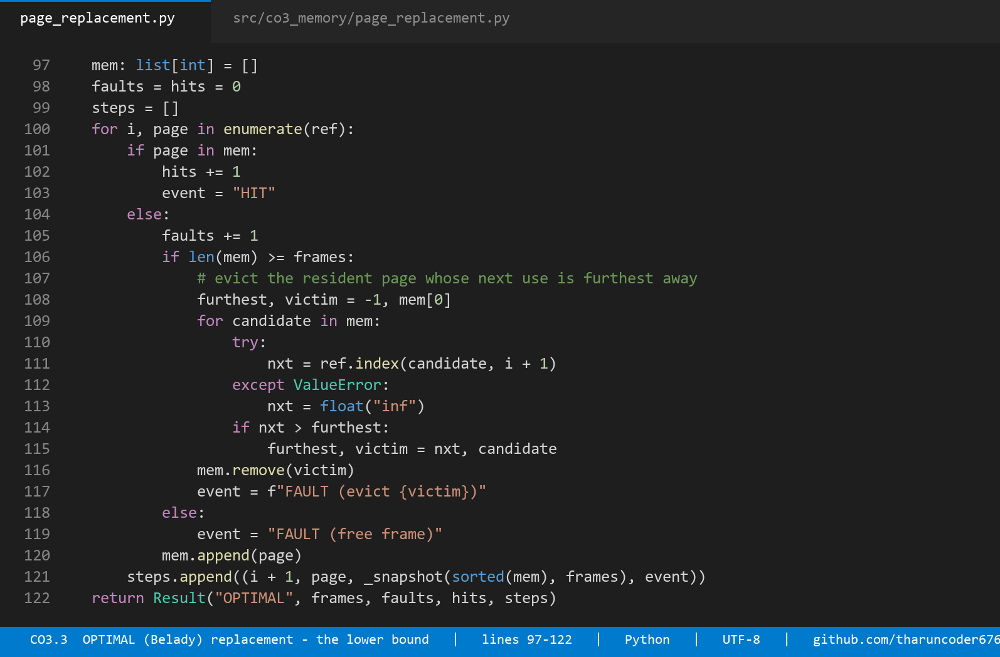 page_replacement.py    src/co3_memory/page_replacement.py
97    mem: list[int] = []
98    faults = hits = 0
99    steps = []
100    for i, page in enumerate(ref):
101        if page in mem:
102            hits += 1
103            event = "HIT"
104        else:
105            faults += 1
106            if len(mem) >= frames:
107                # evict the resident page whose next use is furthest away
108                furthest, victim = -1, mem[0]
109                for candidate in mem:
110                    try:
111                        nxt = ref.index(candidate, i + 1)
112                    except ValueError:
113                        nxt = float("inf")
114                    if nxt > furthest:
115                        furthest, victim = nxt, candidate
116                mem.remove(victim)
117                event = f"FAULT (evict {victim})"
118            else:
119                event = "FAULT (free frame)"
120            mem.append(page)
121        steps.append((i + 1, page, _snapshot(sorted(mem), frames), event))
122    return Result("OPTIMAL", frames, faults, hits, steps)
CO3.3  OPTIMAL (Belady) replacement - the lower bound   |   lines 97-122   |   Python   |   UTF-8   |   github.com/tharuncoder676